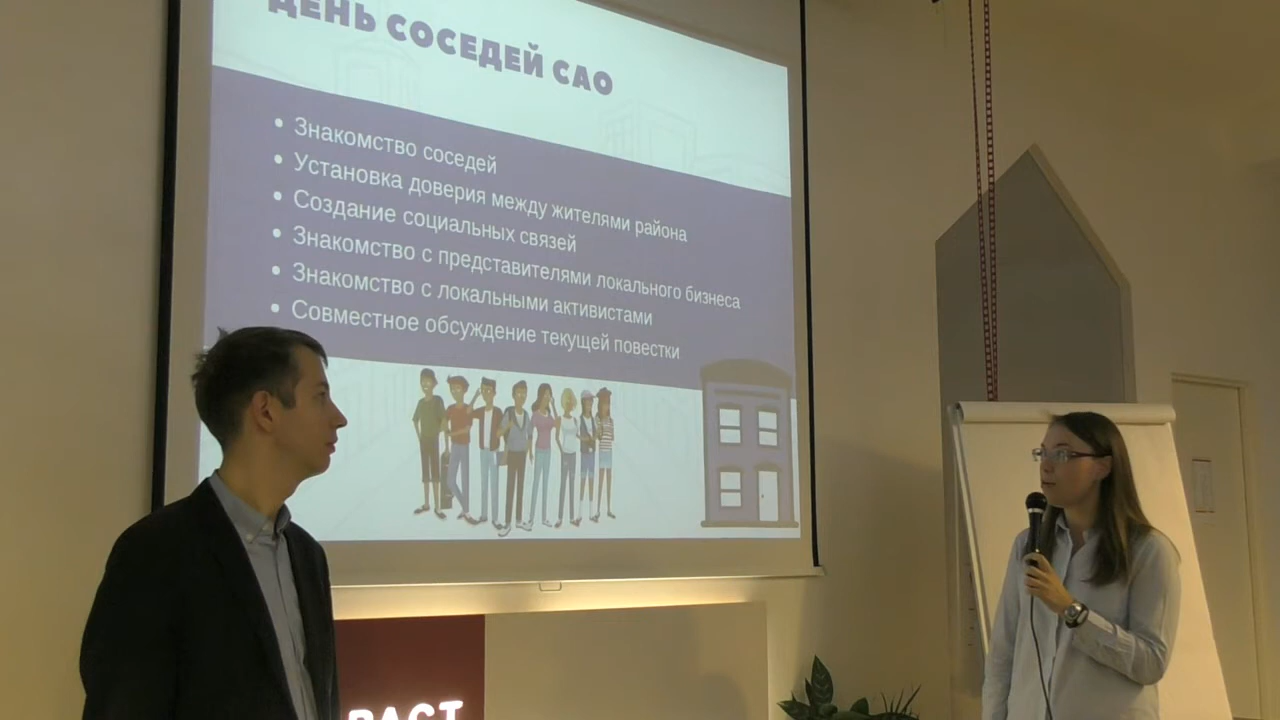 ДЕНЬ СОСЕДЕЙ САО
• Знакомство соседей
• Установка доверия между жителями района
• Создание социальных связей
• Знакомство с представителями локального бизнеса
• Знакомство с локальными активистами
• Совместное обсуждение текущей повестки
РАСТ